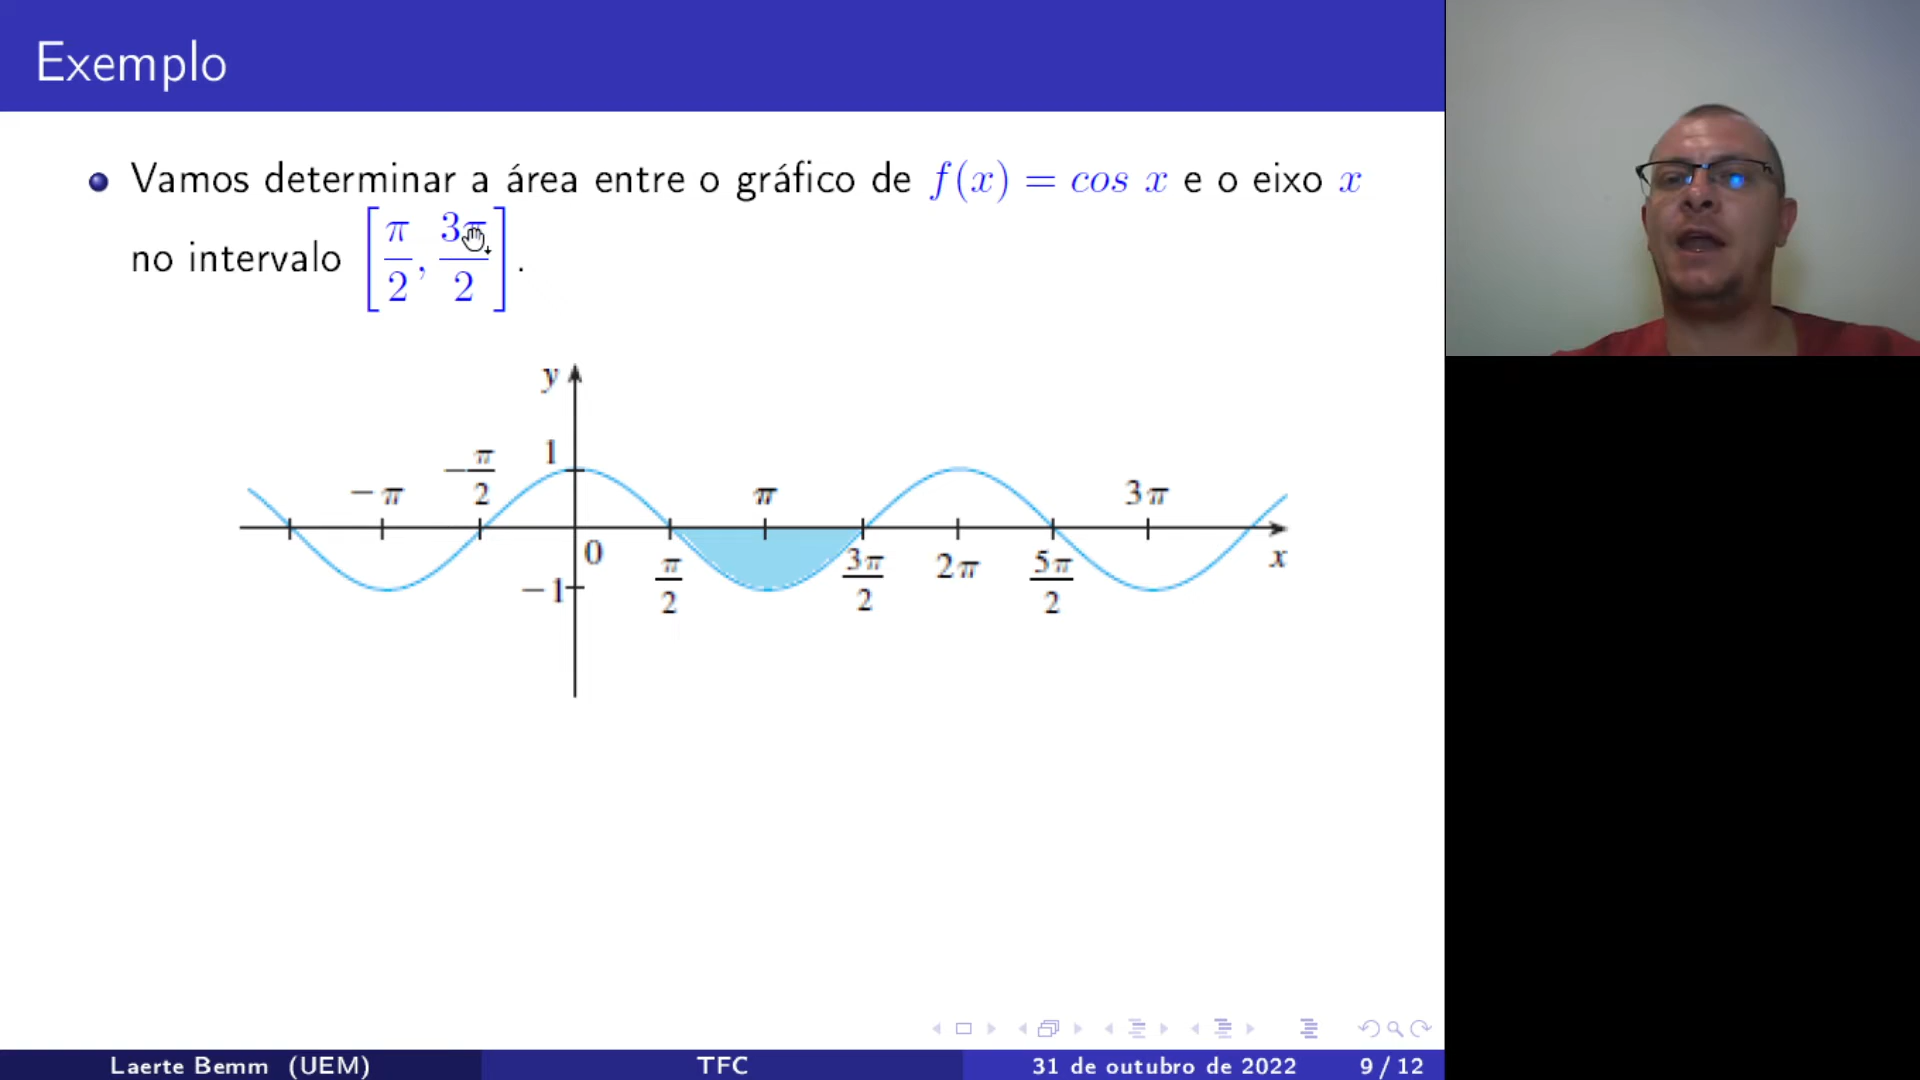 Exemplo
Vamos determinar a área entre o gráfico de f(x) = cos x e o eixo x
no intervalo [π/2, 3π/2].
y
1
−π/2
−π
π
3π
0
x
π/2
3π/2
2π
5π/2
−1
Laerte Bemm (UEM) TFC 31 de outubro de 2022 9 / 12